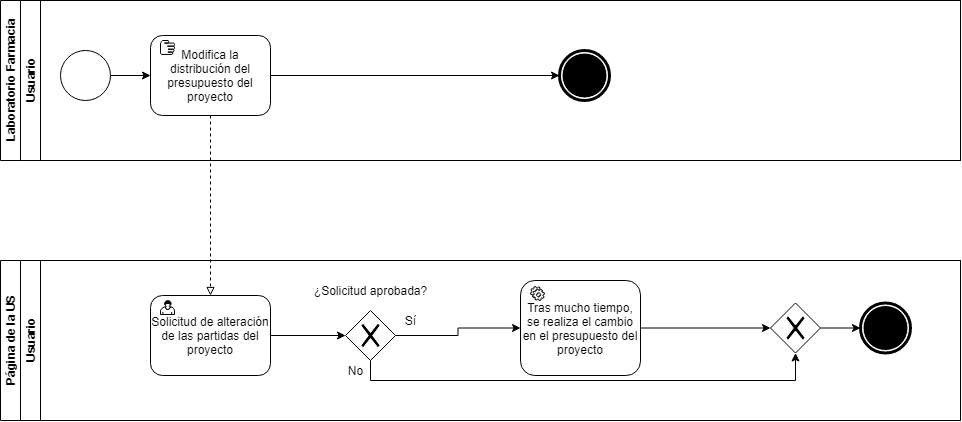 Laboratorio Farmacia
Usuario
Modifica la
distribución del
presupuesto del
proyecto
Página de la US
Usuario
Solicitud de alteración
de las partidas del
proyecto
¿Solicitud aprobada?
Sí
No
Tras mucho tiempo,
se realiza el cambio
en el presupuesto del
proyecto